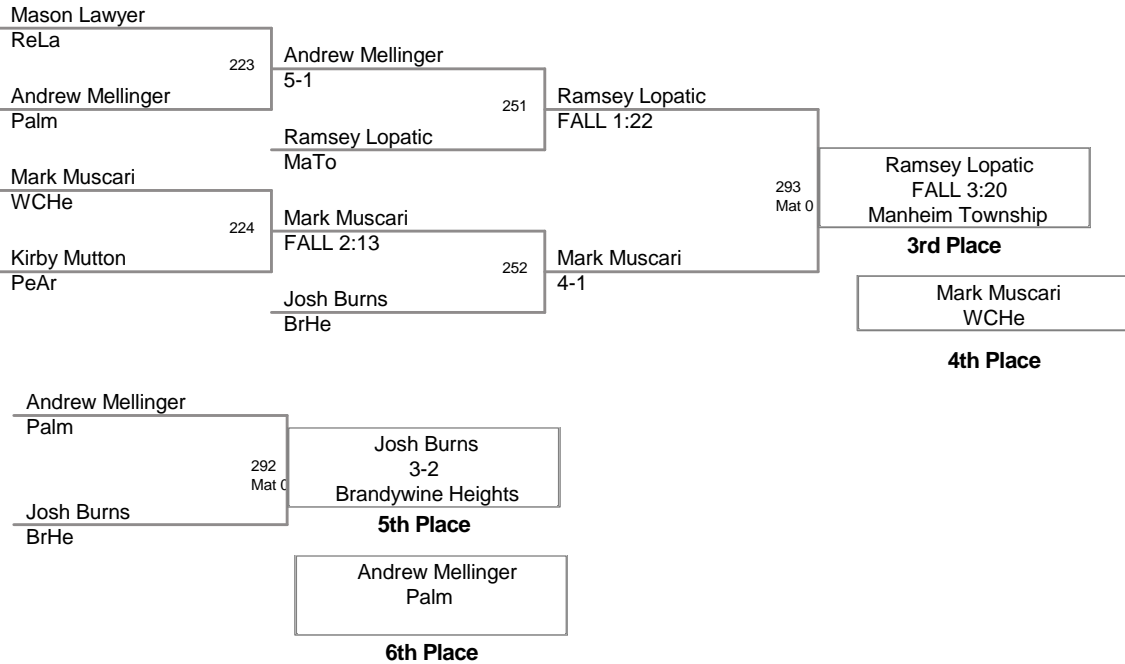 Mason Lawyer
ReLa
223
Andrew Mellinger
5-1
Andrew Mellinger
Palm
251
Ramsey Lopatic
FALL 1:22
Ramsey Lopatic
MaTo
Mark Muscari
WCHe
224
Mark Muscari
FALL 2:13
Kirby Mutton
PeAr
252
Mark Muscari
4-1
Josh Burns
BrHe
293
Mat 0
Ramsey Lopatic
FALL 3:20
Manheim Township
3rd Place
Mark Muscari
WCHe
4th Place
Andrew Mellinger
Palm
292
Mat 0
Josh Burns
BrHe
Josh Burns
3-2
Brandywine Heights
5th Place
Andrew Mellinger
Palm
6th Place